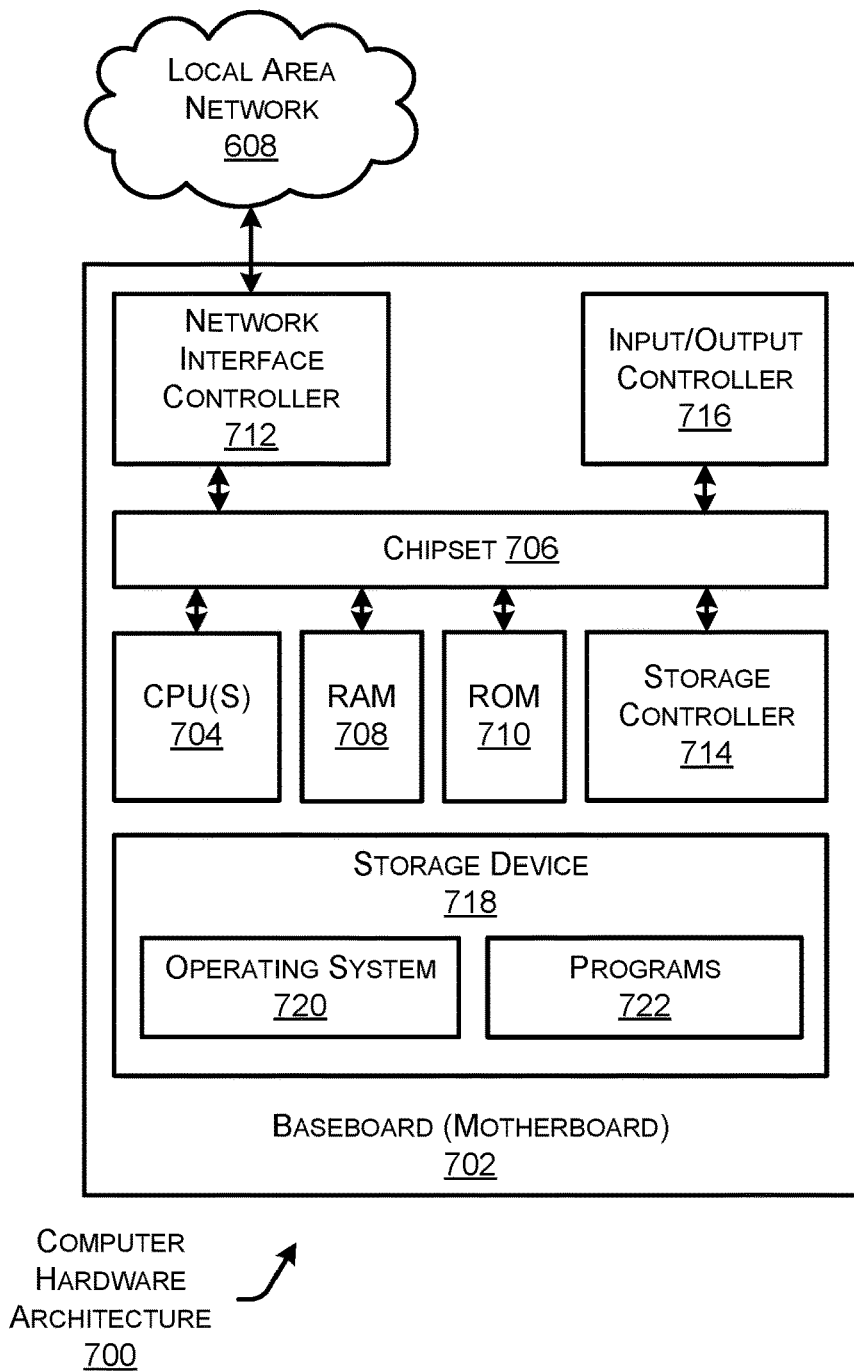 LOCAL AREA
NETWORK
608
NETWORK
INTERFACE
CONTROLLER
712
INPUT/OUTPUT
CONTROLLER
716
CHIPSET 706
CPU(S)
704
RAM
708
ROM
710
STORAGE
CONTROLLER
714
STORAGE DEVICE
718
OPERATING SYSTEM
720
PROGRAMS
722
BASEBOARD (MOTHERBOARD)
702
COMPUTER
HARDWARE
ARCHITECTURE
700